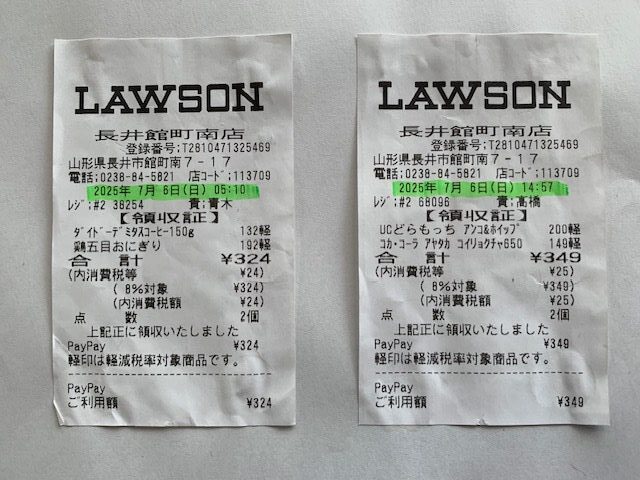 LAWSON
長井館町南店
登録番号:T2810471325469
山形県長井市館町南7-17
電話:0238-84-5821 店コード:113709
2025年 7月 6日(日) 05:10
レジ:#2 38254 責:青木
【領収証】
ダイドーデミタスコーヒー150g 132軽
鶏五目おにぎり 192軽
合計 ¥324
(内消費税等 ¥24)
( 8%対象 ¥324)
(内消費税額 ¥24)
点数 2個
上記正に領収いたしました
PayPay ¥324
軽印は軽減税率対象商品です。
PayPay
ご利用額 ¥324
LAWSON
長井館町南店
登録番号:T2810471325469
山形県長井市館町南7-17
電話:0238-84-5821 店コード:113709
2025年 7月 6日(日) 14:57
レジ:#2 68096 責:高橋
【領収証】
UCどらもっち アンコ&ホイップ 200軽
コカ・コーラ アヤタカ コイリョクチャ650 149軽
合計 ¥349
(内消費税等 ¥25)
( 8%対象 ¥349)
(内消費税額 ¥25)
点数 2個
上記正に領収いたしました
PayPay ¥349
軽印は軽減税率対象商品です。
PayPay
ご利用額 ¥349